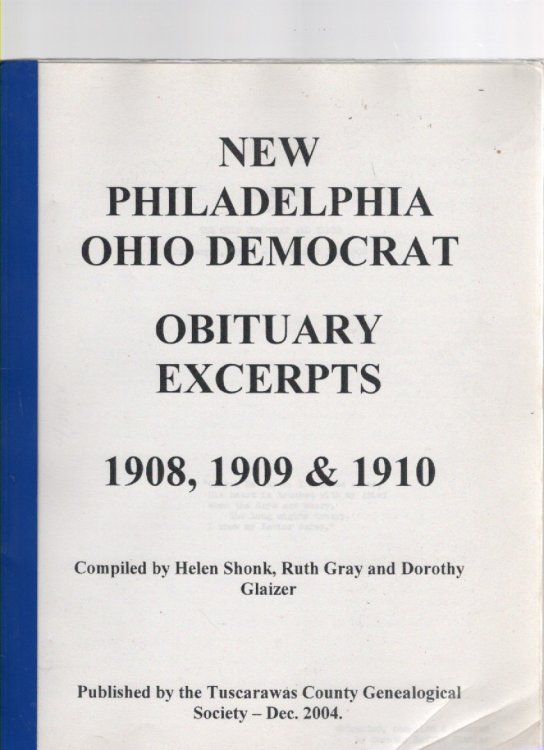 NEW
PHILADELPHIA
OHIO DEMOCRAT
OBITUARY
EXCERPTS
1908, 1909 & 1910
Compiled by Helen Shonk, Ruth Gray and Dorothy
Glaizer
Published by the Tuscarawas County Genealogical
Society – Dec. 2004.